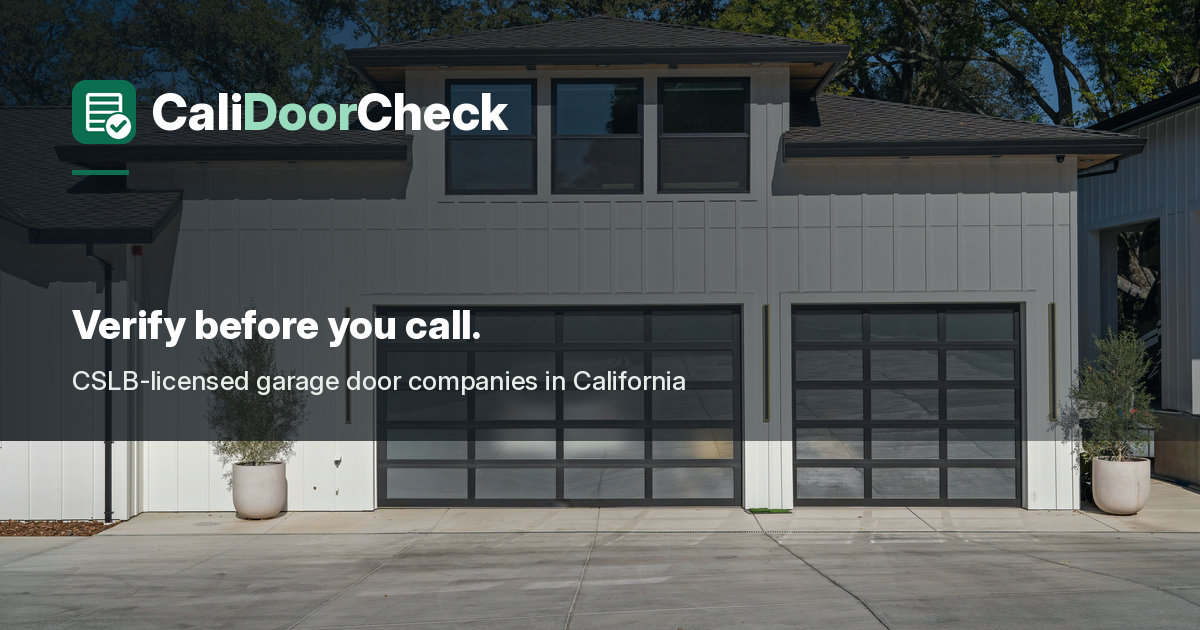 CaliDoorCheck
Verify before you call.
CSLB-licensed garage door companies in California